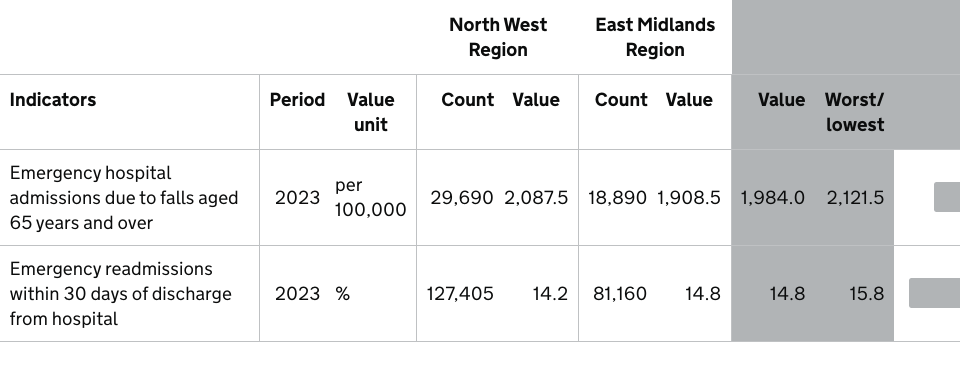 North West Region
East Midlands Region
Indicators Period Value unit Count Value Count Value Value Worst/ lowest
Emergency hospital admissions due to falls aged 65 years and over 2023 per 100,000 29,690 2,087.5 18,890 1,908.5 1,984.0 2,121.5
Emergency readmissions within 30 days of discharge from hospital 2023 % 127,405 14.2 81,160 14.8 14.8 15.8